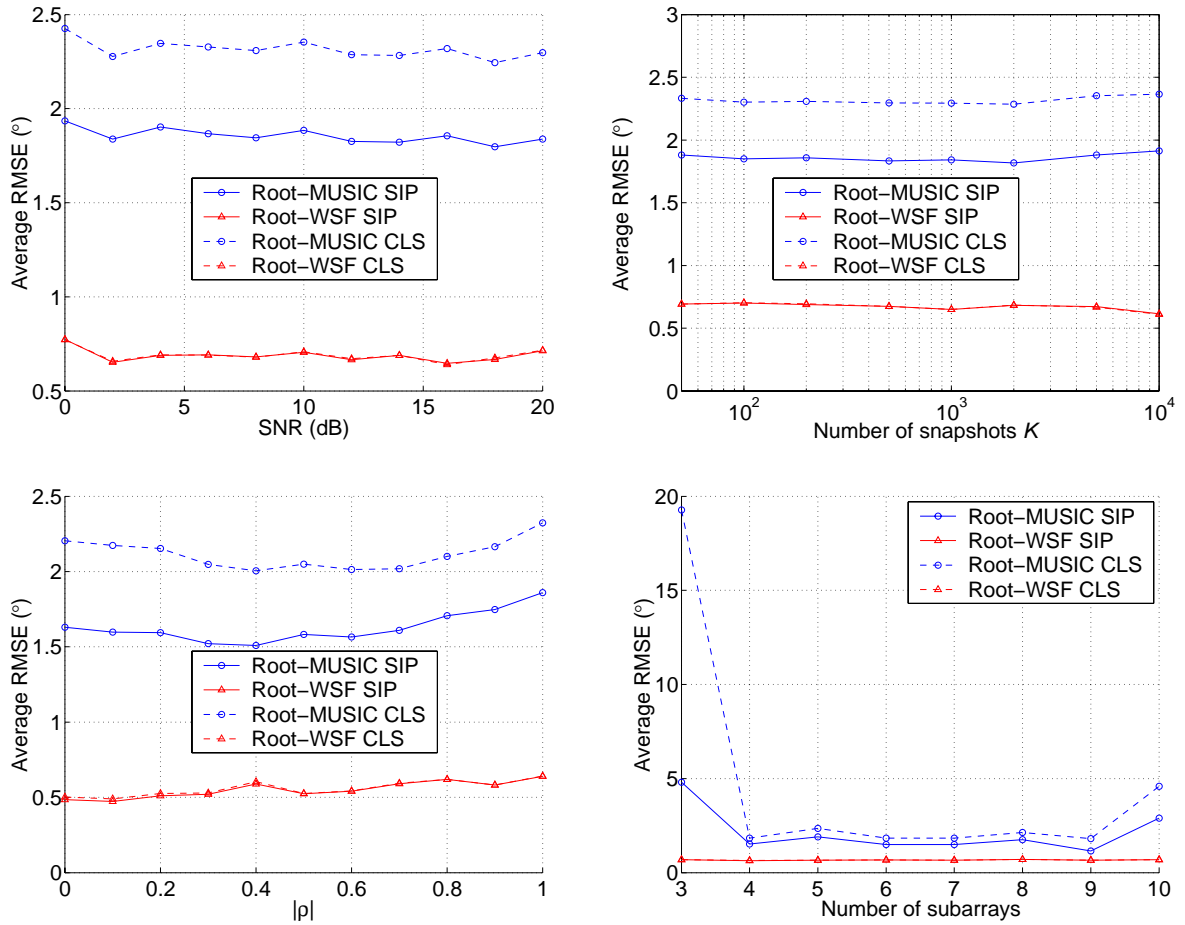 2.5
2
1.5
1
0.5
0
5
10
15
20
Average RMSE (°)
SNR (dB)
Root−MUSIC SIP
Root−WSF SIP
Root−MUSIC CLS
Root−WSF CLS
3
2.5
2
1.5
1
0.5
0
10^2
10^3
10^4
Average RMSE (°)
Number of snapshots K
Root−MUSIC SIP
Root−WSF SIP
Root−MUSIC CLS
Root−WSF CLS
2.5
2
1.5
1
0.5
0
0
0.2
0.4
0.6
0.8
1
Average RMSE (°)
|ρ|
Root−MUSIC SIP
Root−WSF SIP
Root−MUSIC CLS
Root−WSF CLS
20
15
10
5
0
3
4
5
6
7
8
9
10
Average RMSE (°)
Number of subarrays
Root−MUSIC SIP
Root−WSF SIP
Root−MUSIC CLS
Root−WSF CLS